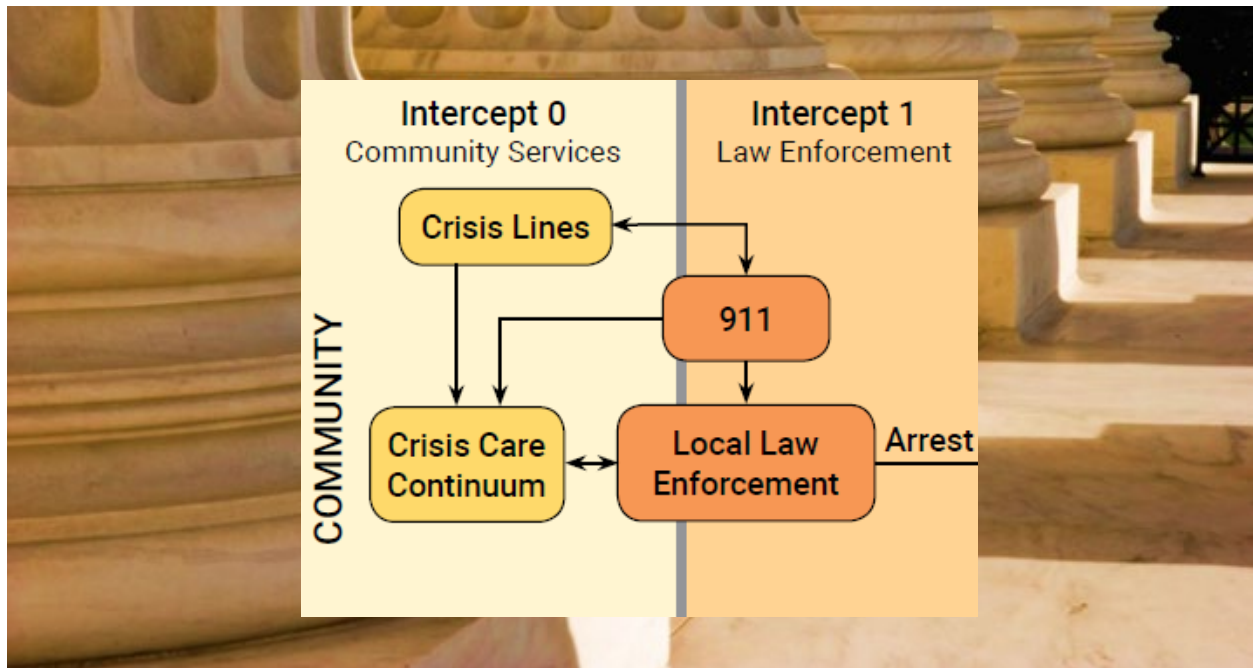 Intercept 0
Community Services
Intercept 1
Law Enforcement
Crisis Lines
911
COMMUNITY
Crisis Care
Continuum
Local Law
Enforcement
Arrest